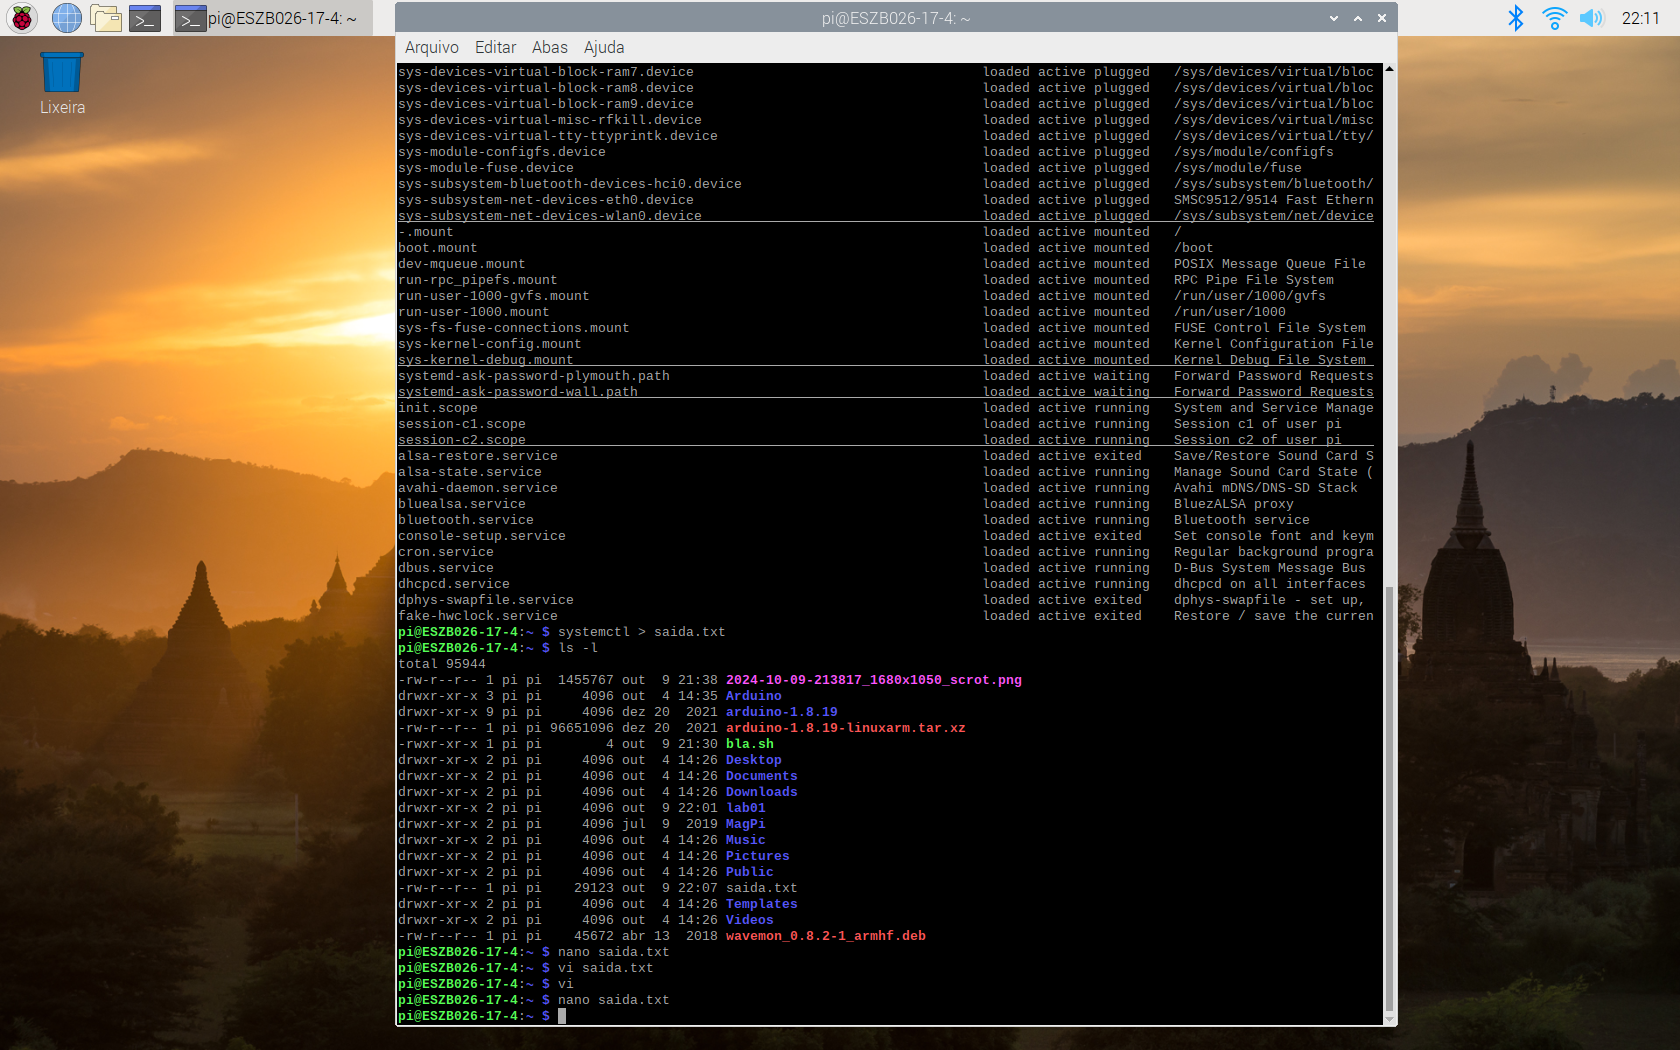 pi@ESZB026-17-4: ~
pi@ESZB026-17-4: ~
22:11
Lixeira
Arquivo Editar Abas Ajuda
sys-devices-virtual-block-ram7.device loaded active plugged /sys/devices/virtual/bloc
sys-devices-virtual-block-ram8.device loaded active plugged /sys/devices/virtual/bloc
sys-devices-virtual-block-ram9.device loaded active plugged /sys/devices/virtual/bloc
sys-devices-virtual-misc-rfkill.device loaded active plugged /sys/devices/virtual/misc
sys-devices-virtual-tty-ttyprintk.device loaded active plugged /sys/devices/virtual/tty/
sys-module-configfs.device loaded active plugged /sys/module/configfs
sys-module-fuse.device loaded active plugged /sys/module/fuse
sys-subsystem-bluetooth-devices-hci0.device loaded active plugged /sys/subsystem/bluetooth/
sys-subsystem-net-devices-eth0.device loaded active plugged SMSC9512/9514 Fast Ethern
sys-subsystem-net-devices-wlan0.device loaded active plugged /sys/subsystem/net/device
-.mount loaded active mounted /
boot.mount loaded active mounted /boot
dev-mqueue.mount loaded active mounted POSIX Message Queue File
run-rpc_pipefs.mount loaded active mounted RPC Pipe File System
run-user-1000-gvfs.mount loaded active mounted /run/user/1000/gvfs
run-user-1000.mount loaded active mounted /run/user/1000
sys-fs-fuse-connections.mount loaded active mounted FUSE Control File System
sys-kernel-config.mount loaded active mounted Kernel Configuration File
sys-kernel-debug.mount loaded active mounted Kernel Debug File System
systemd-ask-password-plymouth.path loaded active waiting Forward Password Requests
systemd-ask-password-wall.path loaded active waiting Forward Password Requests
init.scope loaded active running System and Service Manage
session-c1.scope loaded active running Session c1 of user pi
session-c2.scope loaded active running Session c2 of user pi
alsa-restore.service loaded active exited Save/Restore Sound Card S
alsa-state.service loaded active running Manage Sound Card State (
avahi-daemon.service loaded active running Avahi mDNS/DNS-SD Stack
bluealsa.service loaded active running BluezALSA proxy
bluetooth.service loaded active running Bluetooth service
console-setup.service loaded active exited Set console font and keym
cron.service loaded active running Regular background progra
dbus.service loaded active running D-Bus System Message Bus
dhcpcd.service loaded active running dhcpcd on all interfaces
dphys-swapfile.service loaded active exited dphys-swapfile - set up,
fake-hwclock.service loaded active exited Restore / save the curren
pi@ESZB026-17-4:~ $ systemctl > saida.txt
pi@ESZB026-17-4:~ $ ls -l
total 95944
-rw-r--r-- 1 pi pi 1455767 out 9 21:38 2024-10-09-213817_1680x1050_scrot.png
drwxr-xr-x 3 pi pi 4096 out 4 14:35 Arduino
drwxr-xr-x 9 pi pi 4096 dez 20 2021 arduino-1.8.19
-rw-r--r-- 1 pi pi 96651096 dez 20 2021 arduino-1.8.19-linuxarm.tar.xz
-rwxr-xr-x 1 pi pi 4 out 9 21:30 bla.sh
drwxr-xr-x 2 pi pi 4096 out 4 14:26 Desktop
drwxr-xr-x 2 pi pi 4096 out 4 14:26 Documents
drwxr-xr-x 2 pi pi 4096 out 4 14:26 Downloads
drwxr-xr-x 2 pi pi 4096 out 9 22:01 lab01
drwxr-xr-x 2 pi pi 4096 jul 9 2019 MagPi
drwxr-xr-x 2 pi pi 4096 out 4 14:26 Music
drwxr-xr-x 2 pi pi 4096 out 4 14:26 Pictures
drwxr-xr-x 2 pi pi 4096 out 4 14:26 Public
-rw-r--r-- 1 pi pi 29123 out 9 22:07 saida.txt
drwxr-xr-x 2 pi pi 4096 out 4 14:26 Templates
drwxr-xr-x 2 pi pi 4096 out 4 14:26 Videos
-rw-r--r-- 1 pi pi 45672 abr 13 2018 wavemon_0.8.2-1_armhf.deb
pi@ESZB026-17-4:~ $ nano saida.txt
pi@ESZB026-17-4:~ $ vi saida.txt
pi@ESZB026-17-4:~ $ vi
pi@ESZB026-17-4:~ $ nano saida.txt
pi@ESZB026-17-4:~ $